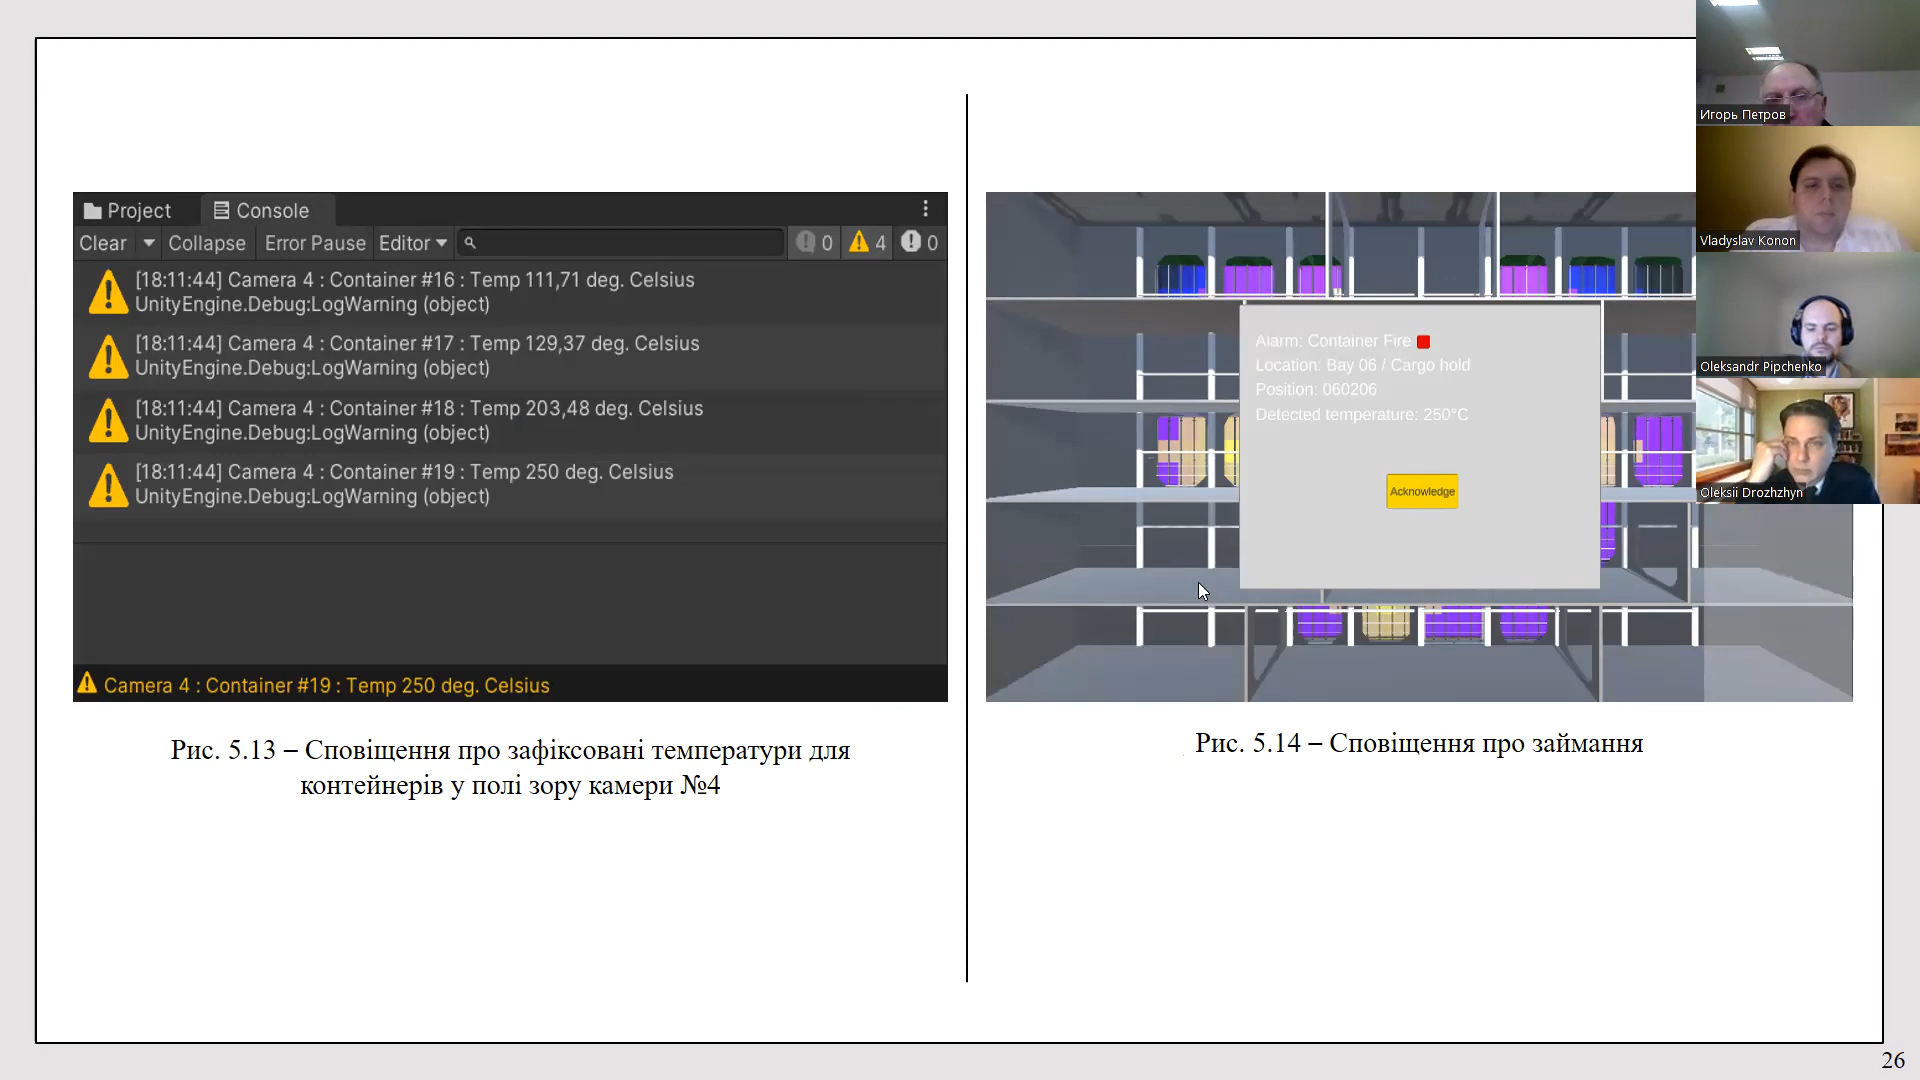 Project
Console
Clear
Collapse
Error Pause
Editor
0
4
0
[18:11:44] Camera 4 : Container #16 : Temp 111,71 deg. Celsius
UnityEngine.Debug:LogWarning (object)
[18:11:44] Camera 4 : Container #17 : Temp 129,37 deg. Celsius
UnityEngine.Debug:LogWarning (object)
[18:11:44] Camera 4 : Container #18 : Temp 203,48 deg. Celsius
UnityEngine.Debug:LogWarning (object)
[18:11:44] Camera 4 : Container #19 : Temp 250 deg. Celsius
UnityEngine.Debug:LogWarning (object)
Camera 4 : Container #19 : Temp 250 deg. Celsius
Рис. 5.13 – Сповіщення про зафіксовані температури для
контейнерів у полі зору камери №4
Alarm: Container Fire
Location: Bay 06 / Cargo hold
Position: 060206
Detected temperature: 250°C
Acknowledge
Рис. 5.14 – Сповіщення про займання
Игорь Петров
Vladyslav Konon
Oleksandr Pipchenko
Oleksii Drozhzhyn
26